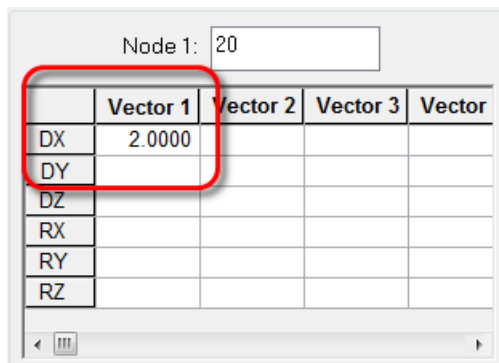 Node 1: 20
Vector 1 Vector 2 Vector 3 Vector
DX 2.0000
DY
DZ
RX
RY
RZ